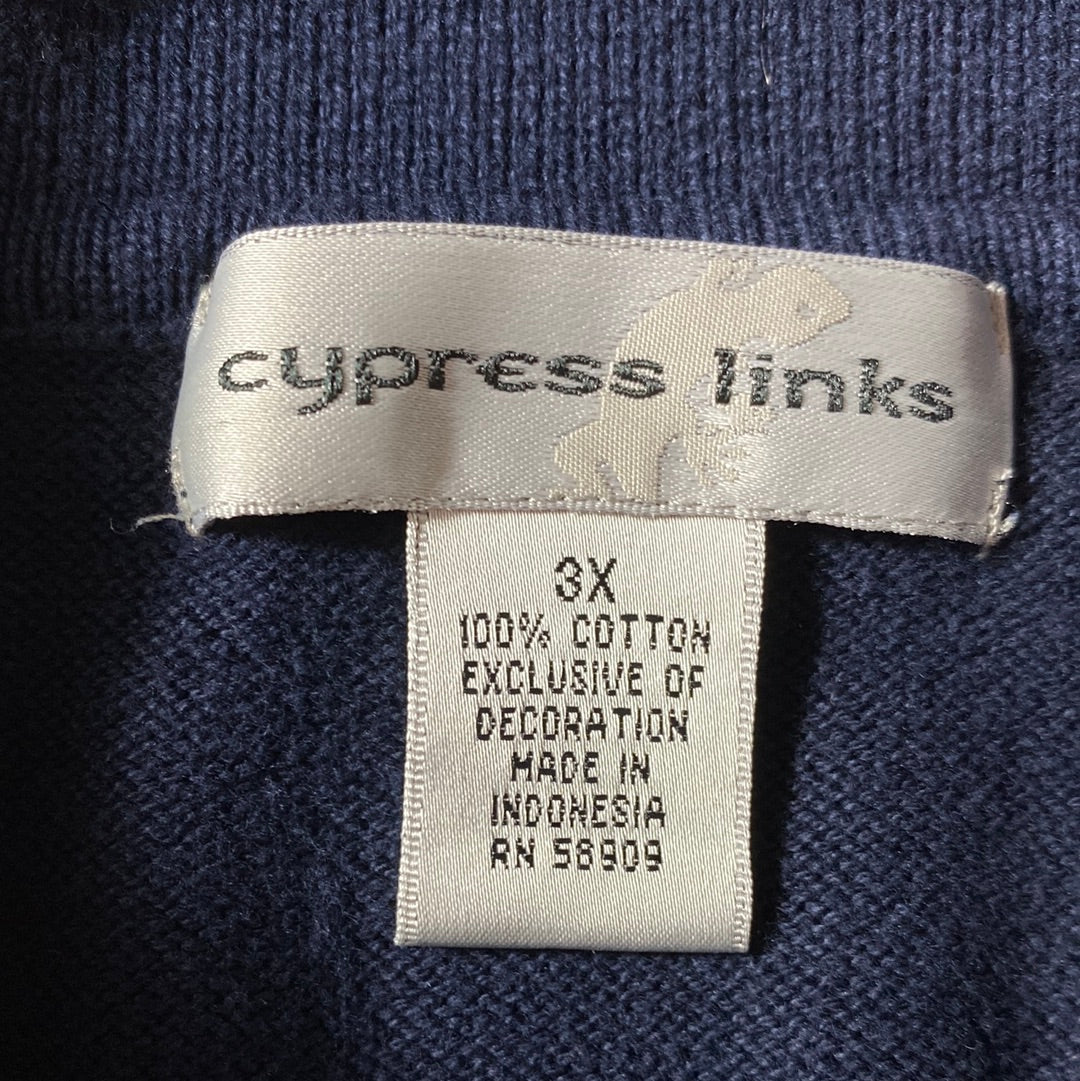 cypress links
3X
100% COTTON
EXCLUSIVE OF
DECORATION
MADE IN
INDONESIA
RN 56909